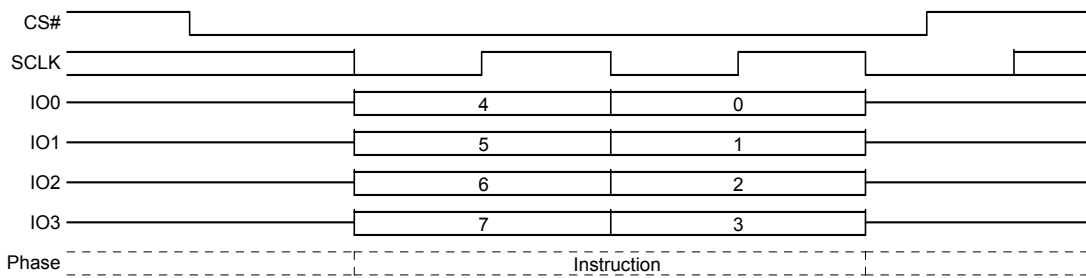 CS#
SCLK
IO0 4 0
IO1 5 1
IO2 6 2
IO3 7 3
Phase Instruction